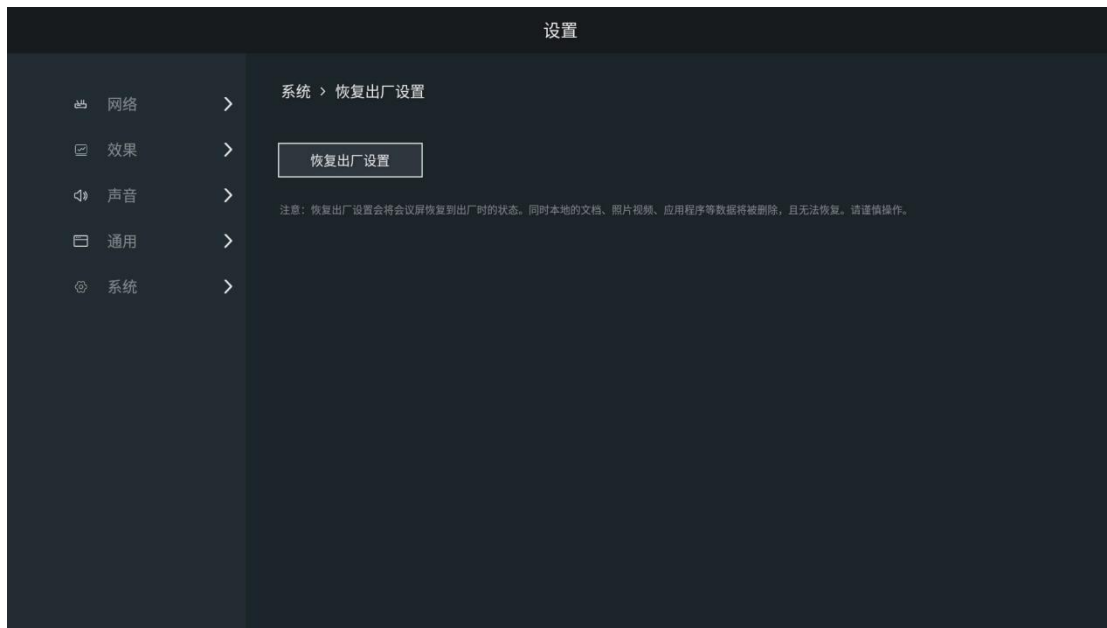 设置
网络
效果
声音
通用
系统
系统 > 恢复出厂设置
恢复出厂设置
注意：恢复出厂设置会将会议屏恢复到出厂时的状态。同时本地的文档、照片视频、应用程序等数据将被删除，且无法恢复。请谨慎操作。